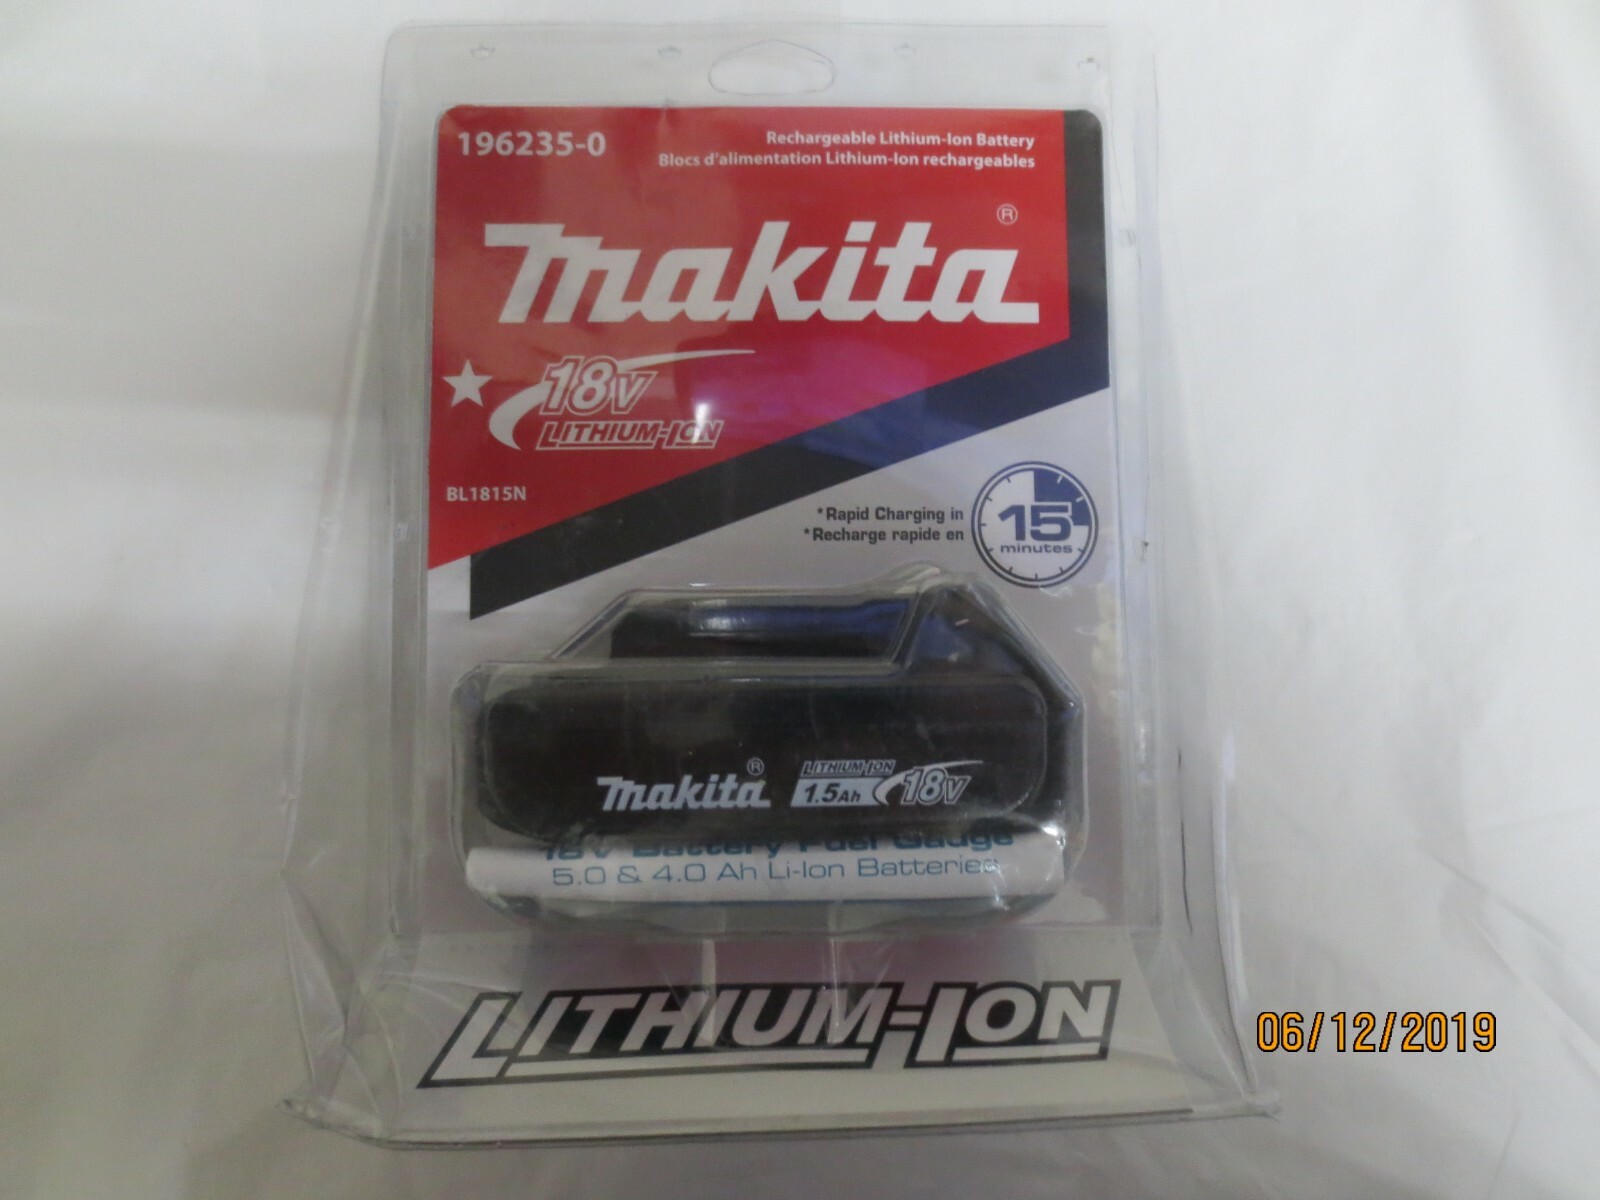 196235-0
Rechargeable Lithium-Ion Battery
Blocs d'alimentation Lithium-Ion rechargeables
makita®
18V
LITHIUM-ION
BL1815N
*Rapid Charging in
*Recharge rapide en
15
minutes
makita®
LITHIUM-ION
1.5Ah
18V
18V Battery Fuel Gauge
5.0 & 4.0 Ah Li-Ion Batteries
LITHIUM-ION
06/12/2019